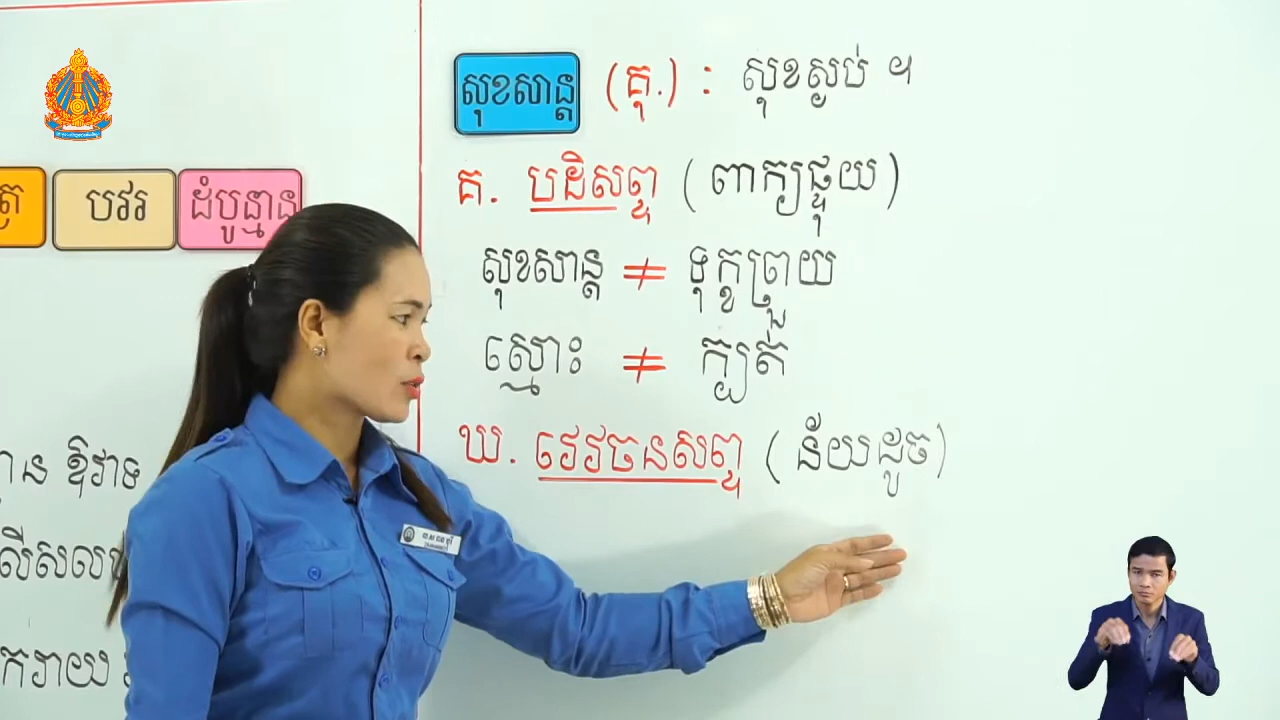 សុខសាន្ត (គុ.) : សុខស្ងប់ ។
គ. បដិសព្ទ (ពាក្យផ្ទុយ)
សុខសាន្ត ≠ ទុក្ខព្រួយ
ស្មោះ ≠ ក្បត់
ឃ. វេវចនសព្ទ (ន័យដូច)
បវរ ដំបូន្មាន
ឱវាទ